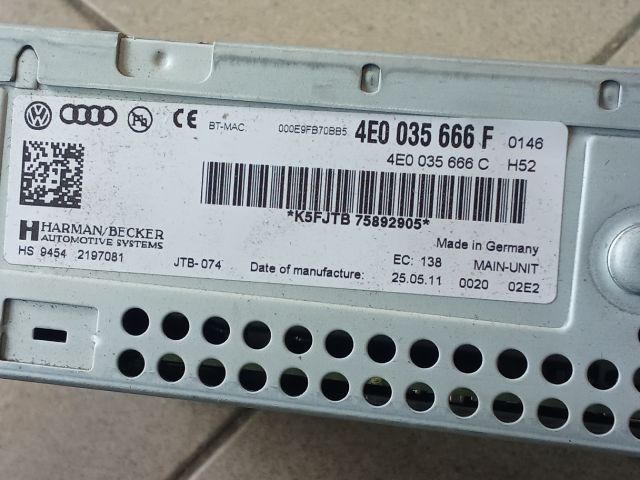 BT-MAC 000E9FB70BB5 4E0 035 666 F 0146
4E0 035 666 C H52
*K5FJTB 75892905*
HARMAN/BECKER
AUTOMOTIVE SYSTEMS
Made in Germany
HS 9454 2197081 JTB-074 Date of manufacture: EC: 138 MAIN-UNIT
25.05.11 0020 02E2